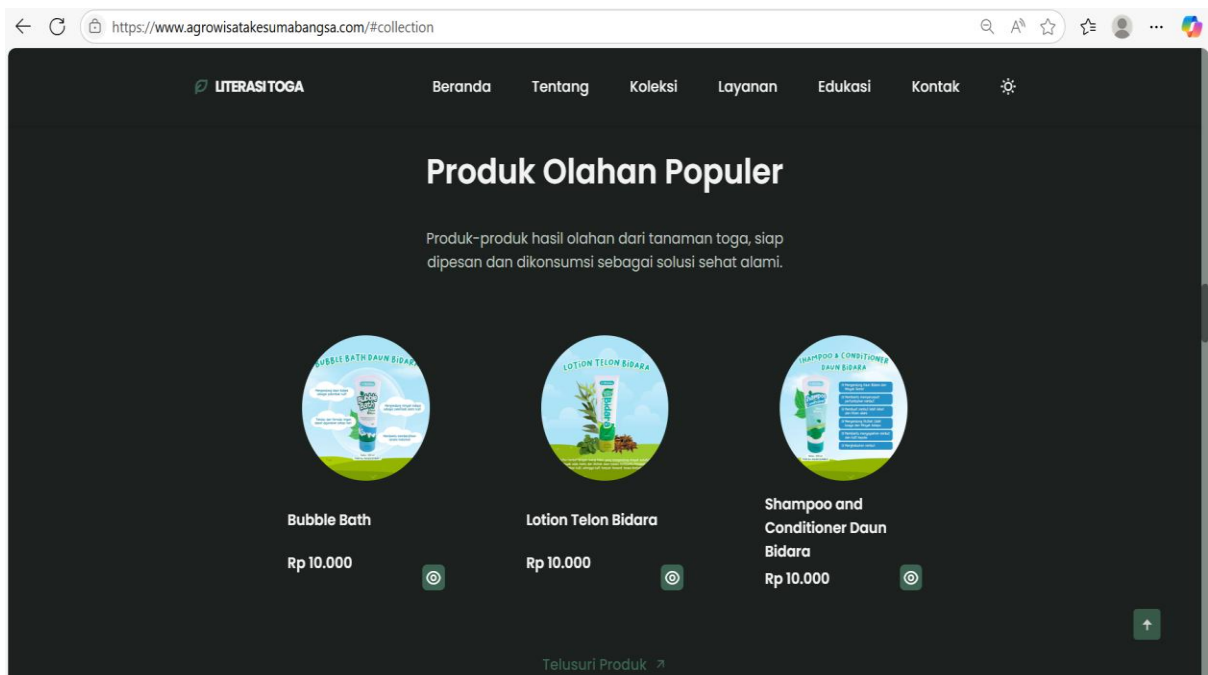 https://www.agrowisatakesumabangsa.com/#collection
LITERASI TOGA Beranda Tentang Koleksi Layanan Edukasi Kontak
Produk Olahan Populer
Produk-produk hasil olahan dari tanaman toga, siap
dipesan dan dikonsumsi sebagai solusi sehat alami.
BUBBLE BATH DAUN BIDARA
LOTION TELON BIDARA
SHAMPOO & CONDITIONER
DAUN BIDARA
Bubble Bath
Lotion Telon Bidara
Shampoo and
Conditioner Daun
Bidara
Rp 10.000
Rp 10.000
Rp 10.000
Telusuri Produk